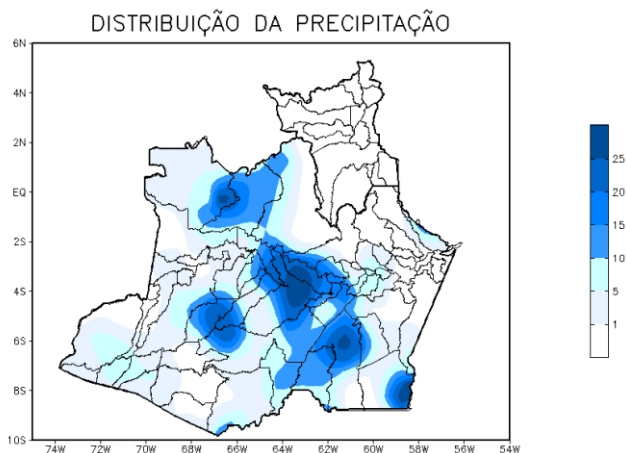 DISTRIBUIÇÃO DA PRECIPITAÇÃO
6N
4N
2N
EQ
2S
4S
6S
8S
10S
74W 72W 70W 68W 66W 64W 62W 60W 58W 56W 54W
25
20
15
10
5
1